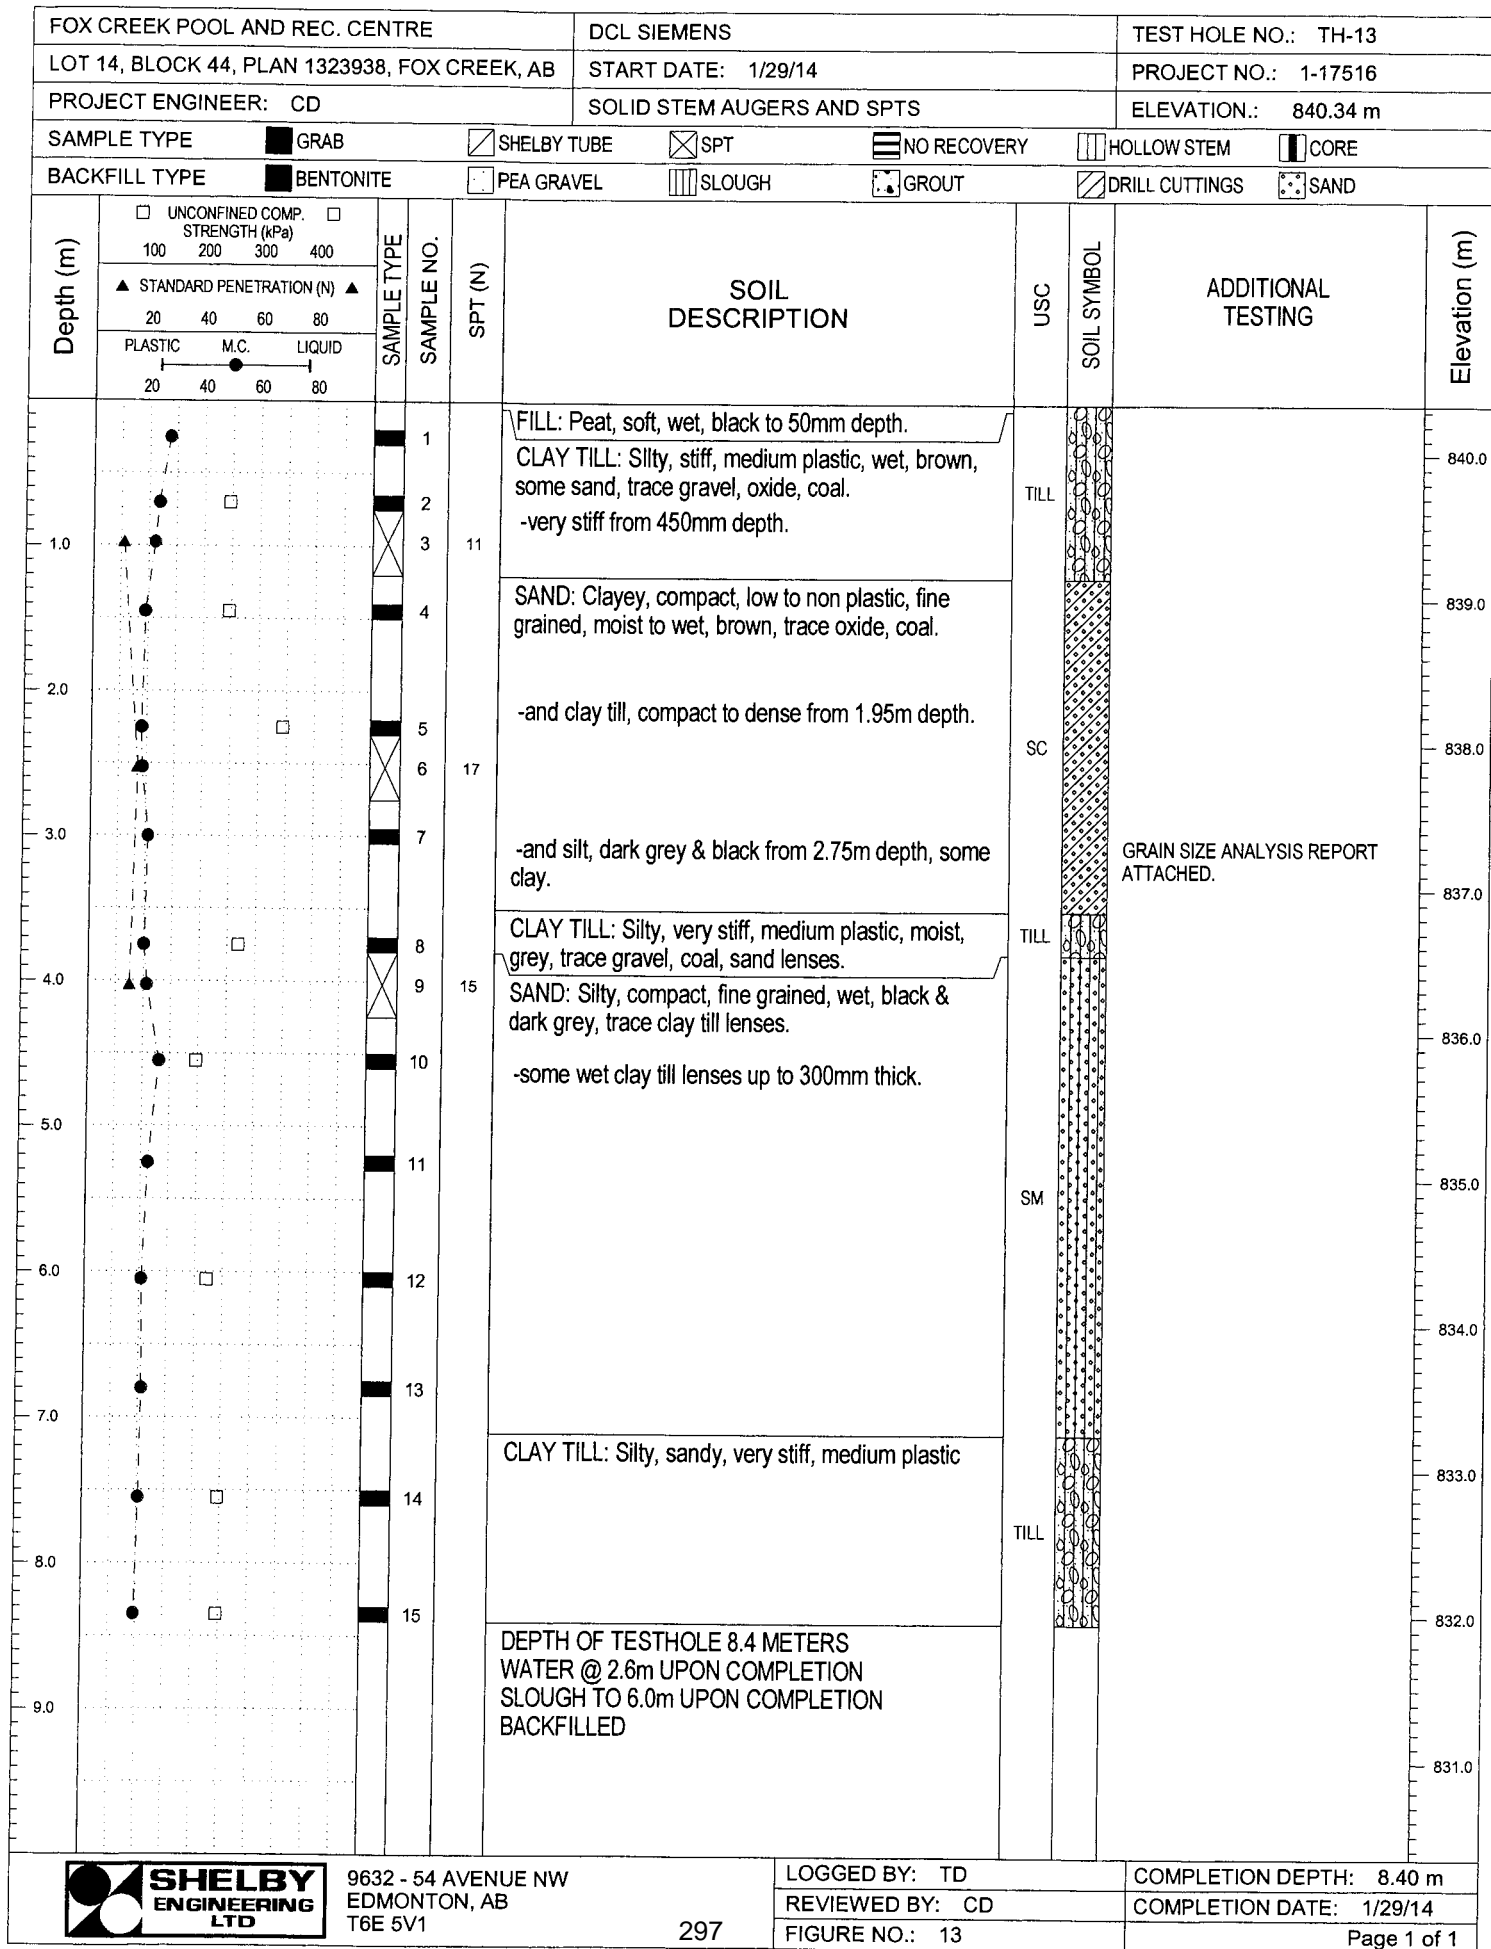 FOX CREEK POOL AND REC. CENTRE
DCL SIEMENS
TEST HOLE NO.: TH-13
LOT 14, BLOCK 44, PLAN 1323938, FOX CREEK, AB
START DATE: 1/29/14
PROJECT NO.: 1-17516
PROJECT ENGINEER: CD
SOLID STEM AUGERS AND SPTS
ELEVATION.: 840.34 m
SAMPLE TYPE
GRAB
SHELBY TUBE
SPT
NO RECOVERY
HOLLOW STEM
CORE
BACKFILL TYPE
BENTONITE
PEA GRAVEL
SLOUGH
GROUT
DRILL CUTTINGS
SAND
Depth (m)
UNCONFINED COMP.
STRENGTH (kPa)
100 200 300 400
STANDARD PENETRATION (N)
20 40 60 80
PLASTIC M.C. LIQUID
20 40 60 80
SAMPLE TYPE
SAMPLE NO.
SPT (N)
SOIL
DESCRIPTION
USC
SOIL SYMBOL
ADDITIONAL
TESTING
Elevation (m)
FILL: Peat, soft, wet, black to 50mm depth.
1
CLAY TILL: SIlty, stiff, medium plastic, wet, brown,
840.0
some sand, trace gravel, oxide, coal.
TILL
2
-very stiff from 450mm depth.
1.0
3
11
SAND: Clayey, compact, low to non plastic, fine
839.0
4
grained, moist to wet, brown, trace oxide, coal.
2.0
-and clay till, compact to dense from 1.95m depth.
5
SC
838.0
6
17
3.0
7
-and silt, dark grey & black from 2.75m depth, some
clay.
GRAIN SIZE ANALYSIS REPORT
ATTACHED.
837.0
CLAY TILL: Silty, very stiff, medium plastic, moist,
grey, trace gravel, coal, sand lenses.
TILL
8
4.0
9
15
SAND: Silty, compact, fine grained, wet, black &
dark grey, trace clay till lenses.
836.0
10
-some wet clay till lenses up to 300mm thick.
5.0
11
835.0
SM
6.0
12
834.0
13
7.0
CLAY TILL: Silty, sandy, very stiff, medium plastic
833.0
14
TILL
8.0
15
832.0
DEPTH OF TESTHOLE 8.4 METERS
WATER @ 2.6m UPON COMPLETION
SLOUGH TO 6.0m UPON COMPLETION
BACKFILLED
9.0
831.0
SHELBY
ENGINEERING
LTD
9632 - 54 AVENUE NW
EDMONTON, AB
T6E 5V1
297
LOGGED BY: TD
COMPLETION DEPTH: 8.40 m
REVIEWED BY: CD
COMPLETION DATE: 1/29/14
FIGURE NO.: 13
Page 1 of 1